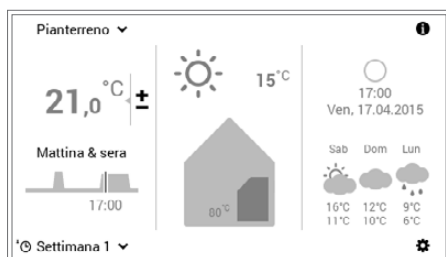 Pianterreno
21,0 °C ±
Mattina & sera
17:00
Settimana 1
15°C
80°C
17:00
Ven, 17.04.2015
Sab Dom Lun
16°C 12°C 9°C
11°C 10°C 6°C